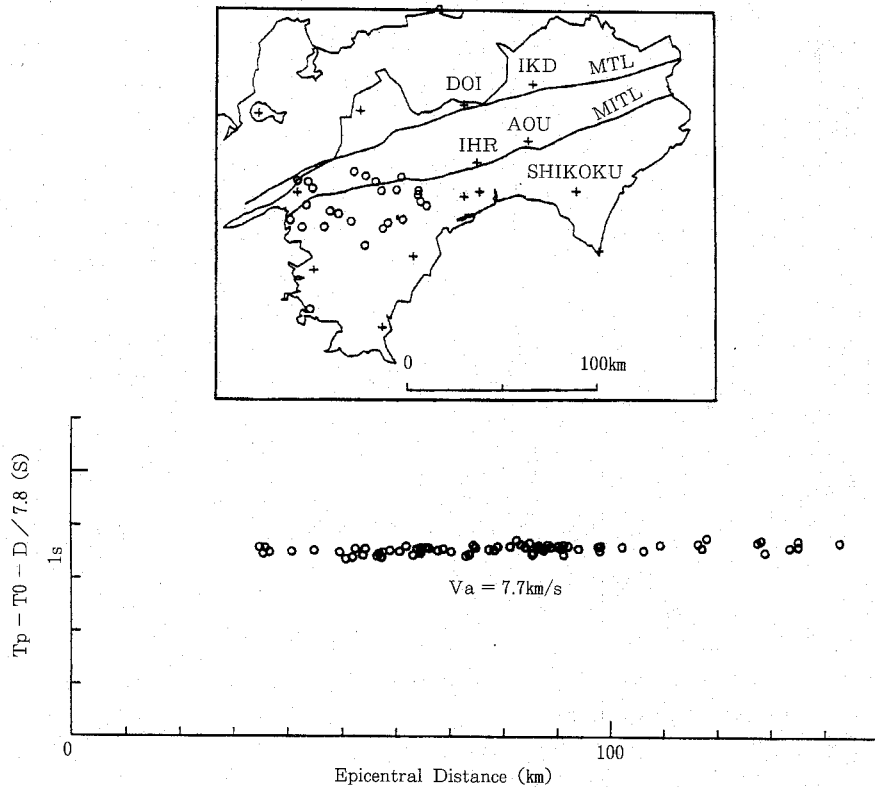 IKD
MTL
DOI
MITL
AOU
IHR
SHIKOKU
0 100km
Tp − T0 − D／7.8 (S)
1s
Va = 7.7km/s
0 100
Epicentral Distance (km)